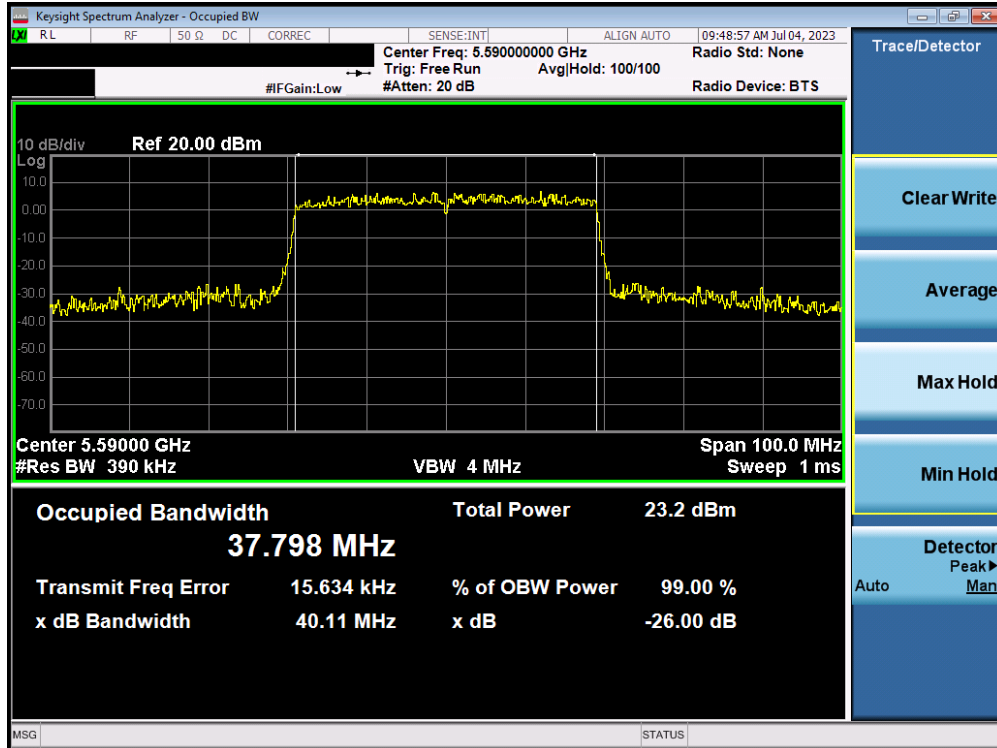 Keysight Spectrum Analyzer - Occupied BW
LXI RL RF 50 Ω DC CORREC SENSE:INT ALIGN AUTO 09:48:57 AM Jul 04, 2023
Center Freq: 5.590000000 GHz Radio Std: None
Trig: Free Run Avg|Hold: 100/100
#IFGain:Low #Atten: 20 dB Radio Device: BTS
10 dB/div Ref 20.00 dBm
Log
10.0
0.00
-10.0
-20.0
-30.0
-40.0
-50.0
-60.0
-70.0
Center 5.59000 GHz Span 100.0 MHz
#Res BW 390 kHz VBW 4 MHz Sweep 1 ms
Occupied Bandwidth Total Power 23.2 dBm
37.798 MHz
Transmit Freq Error 15.634 kHz % of OBW Power 99.00 %
x dB Bandwidth 40.11 MHz x dB -26.00 dB
MSG STATUS
Trace/Detector
Clear Write
Average
Max Hold
Min Hold
Detector
Peak▶
Auto Man